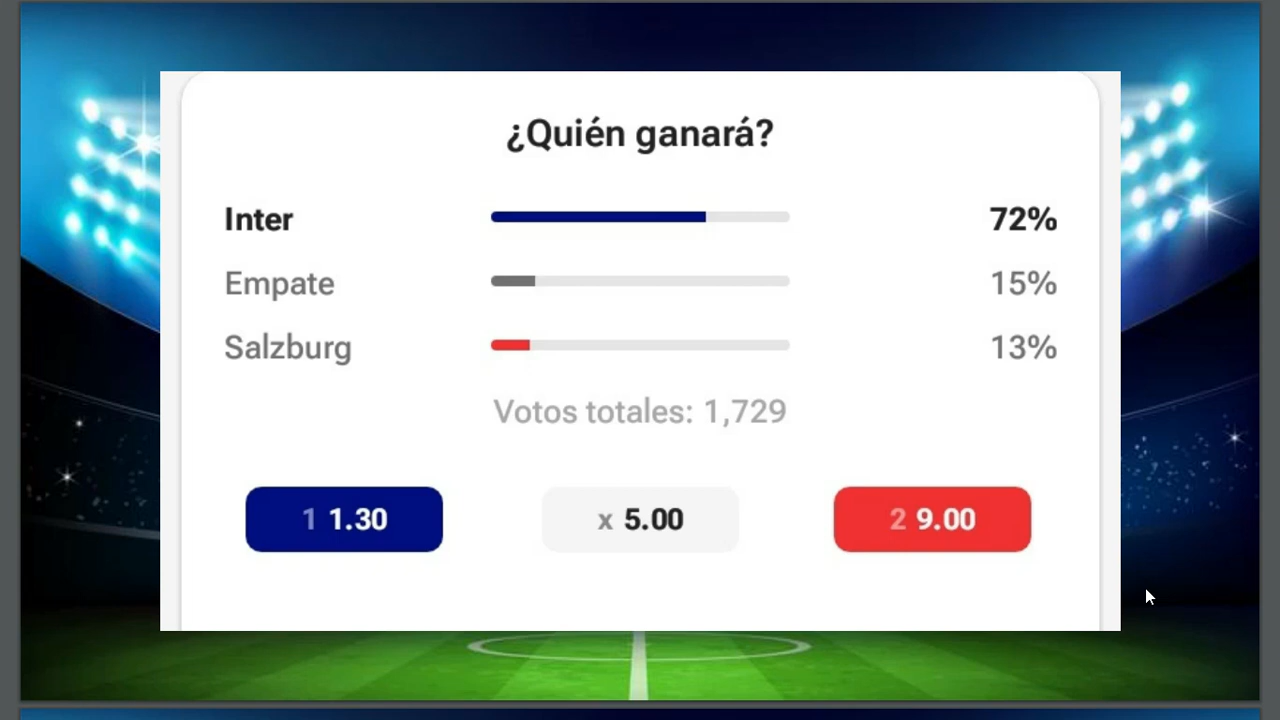 ¿Quién ganará?
Inter 72%
Empate 15%
Salzburg 13%
Votos totales: 1,729
1 1.30 x 5.00 2 9.00